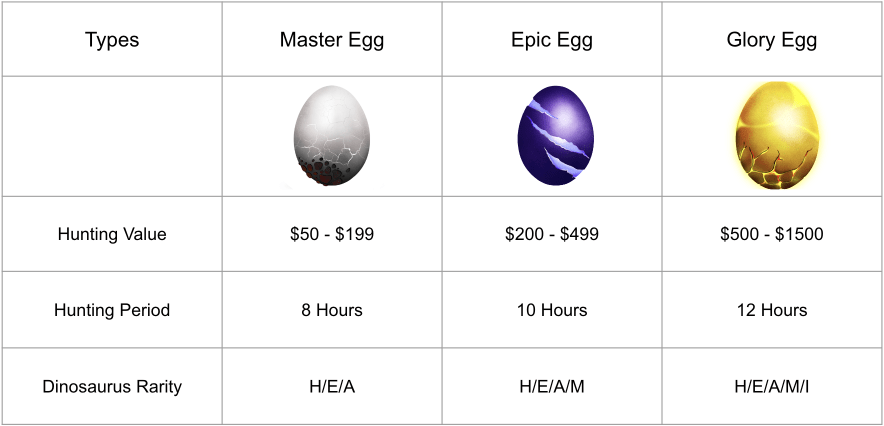 Types Master Egg Epic Egg Glory Egg
Hunting Value $50 - $199 $200 - $499 $500 - $1500
Hunting Period 8 Hours 10 Hours 12 Hours
Dinosaurus Rarity H/E/A H/E/A/M H/E/A/M/I